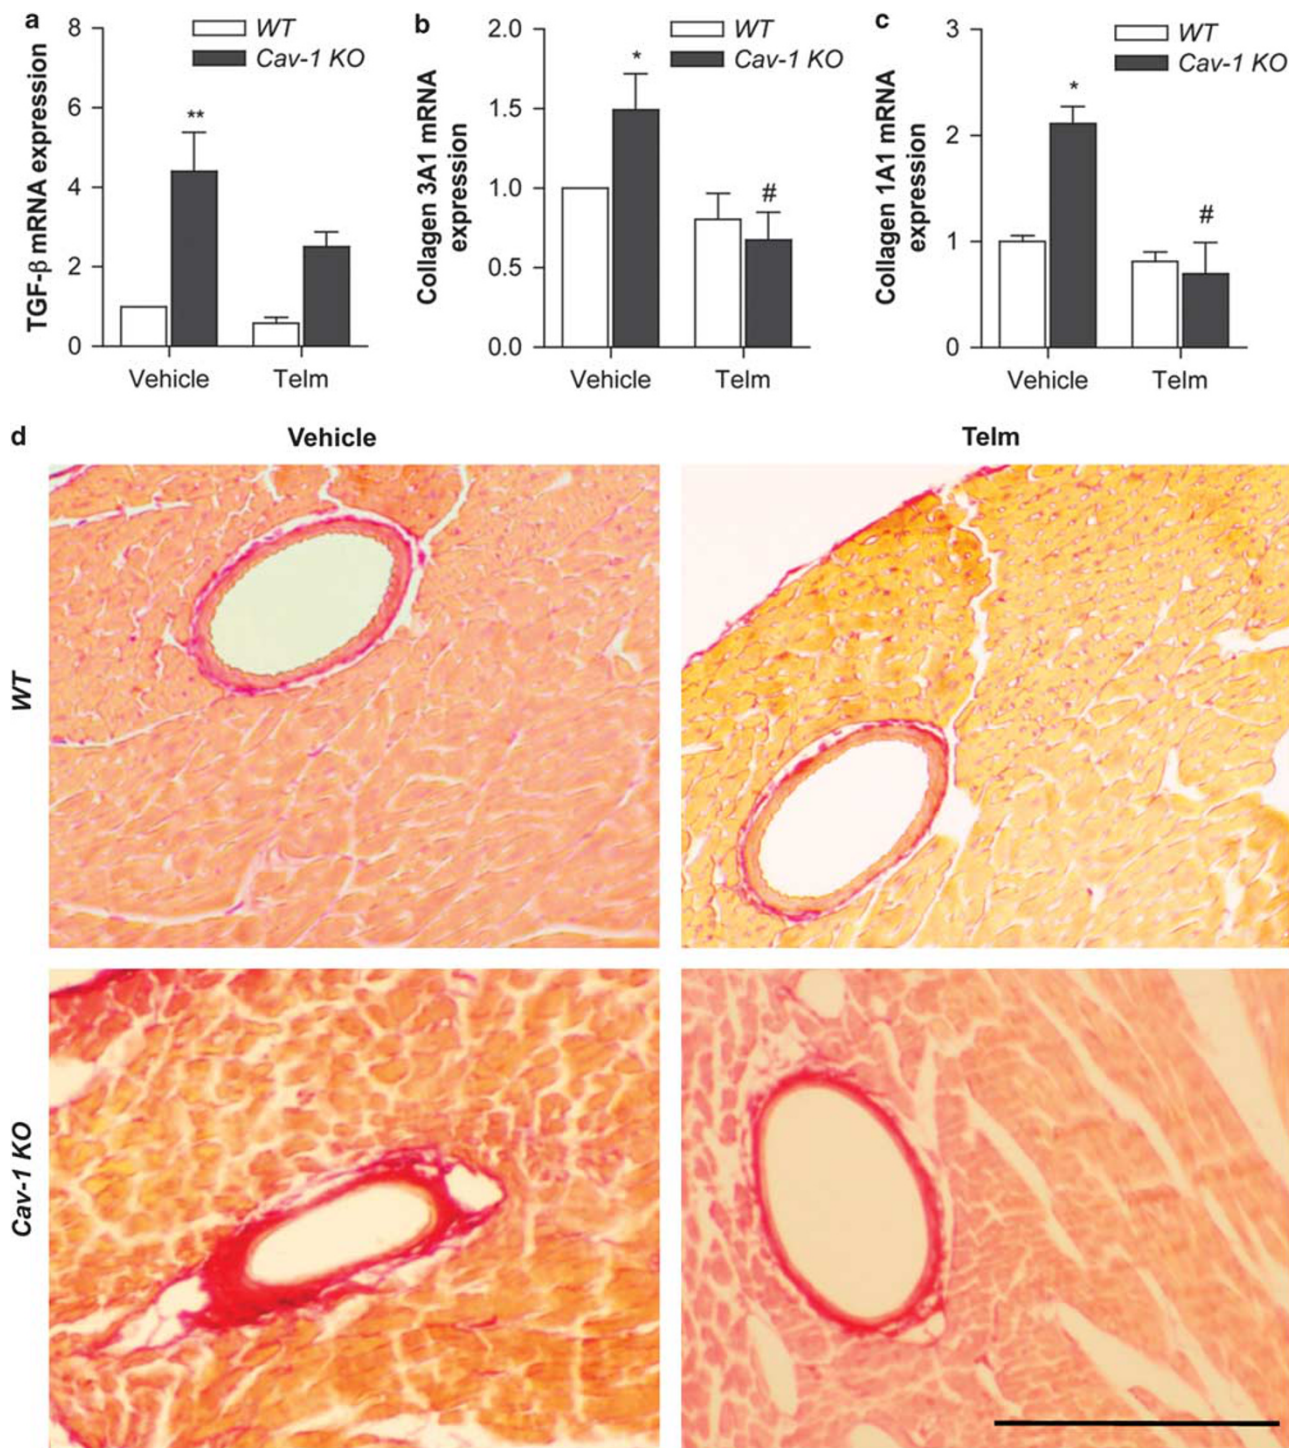 a
TGF-β mRNA expression
8
6
4
2
0
WT
Cav-1 KO
**
Vehicle
Telm
b
Collagen 3A1 mRNA
expression
2.0
1.5
1.0
0.5
0.0
WT
Cav-1 KO
*
#
Vehicle
Telm
c
Collagen 1A1 mRNA
expression
3
2
1
0
WT
Cav-1 KO
*
#
Vehicle
Telm
d
Vehicle
Telm
WT
Cav-1 KO